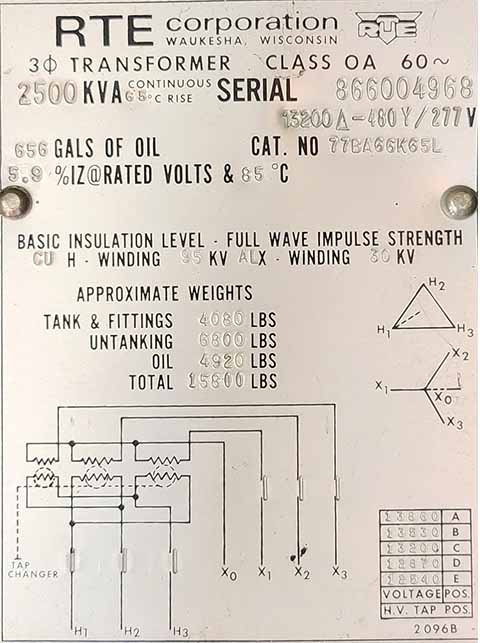 RTE corporation RTE
WAUKESHA, WISCONSIN
3Φ TRANSFORMER CLASS OA 60~
2500 KVA CONTINUOUS 65°C RISE SERIAL 866004968
13200Δ-480Y/277V
656 GALS OF OIL CAT. NO 77BA66K65L
5.9 %IZ@RATED VOLTS & 85°C
BASIC INSULATION LEVEL - FULL WAVE IMPULSE STRENGTH
CU H - WINDING 95 KV ALX - WINDING 30 KV
APPROXIMATE WEIGHTS
TANK & FITTINGS 4080 LBS
UNTANKING 6800 LBS
OIL 4920 LBS
TOTAL 15800 LBS
H2
H1 H3
X2
X1 X0
X3
TAP
CHANGER
X0 X1 X2 X3
H1 H2 H3
13860 A
13530 B
13200 C
12870 D
12540 E
VOLTAGE POS.
H.V. TAP POS.
2096B